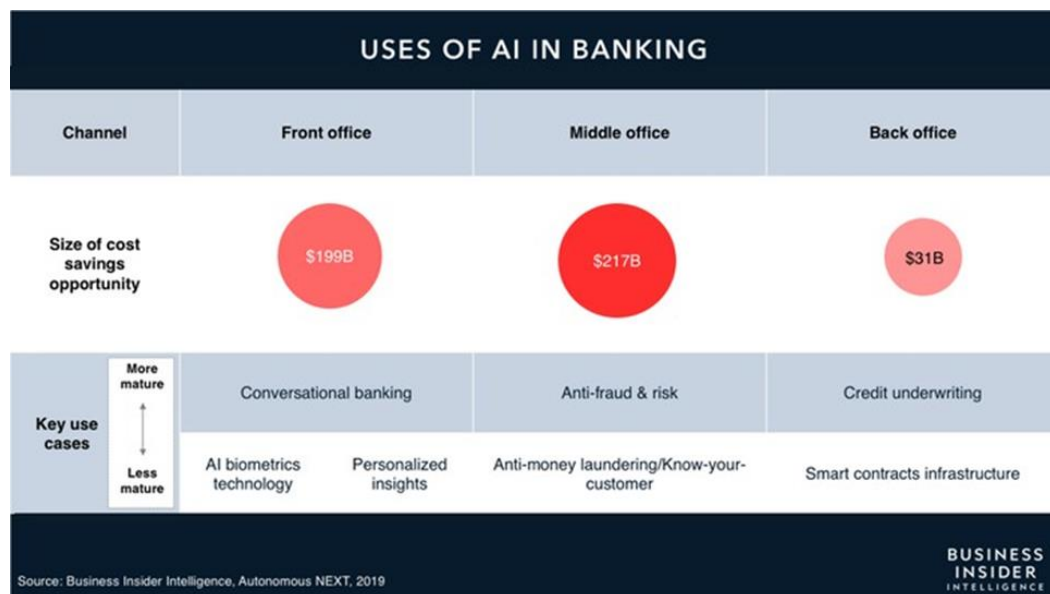 USES OF AI IN BANKING
Channel
Front office
Middle office
Back office
Size of cost
savings
opportunity
$199B
$217B
$31B
Key use
cases
More
mature
Less
mature
Conversational banking
Anti-fraud & risk
Credit underwriting
AI biometrics
technology
Personalized
insights
Anti-money laundering/Know-your-
customer
Smart contracts infrastructure
Source: Business Insider Intelligence, Autonomous NEXT, 2019
BUSINESS
INSIDER
INTELLIGENCE